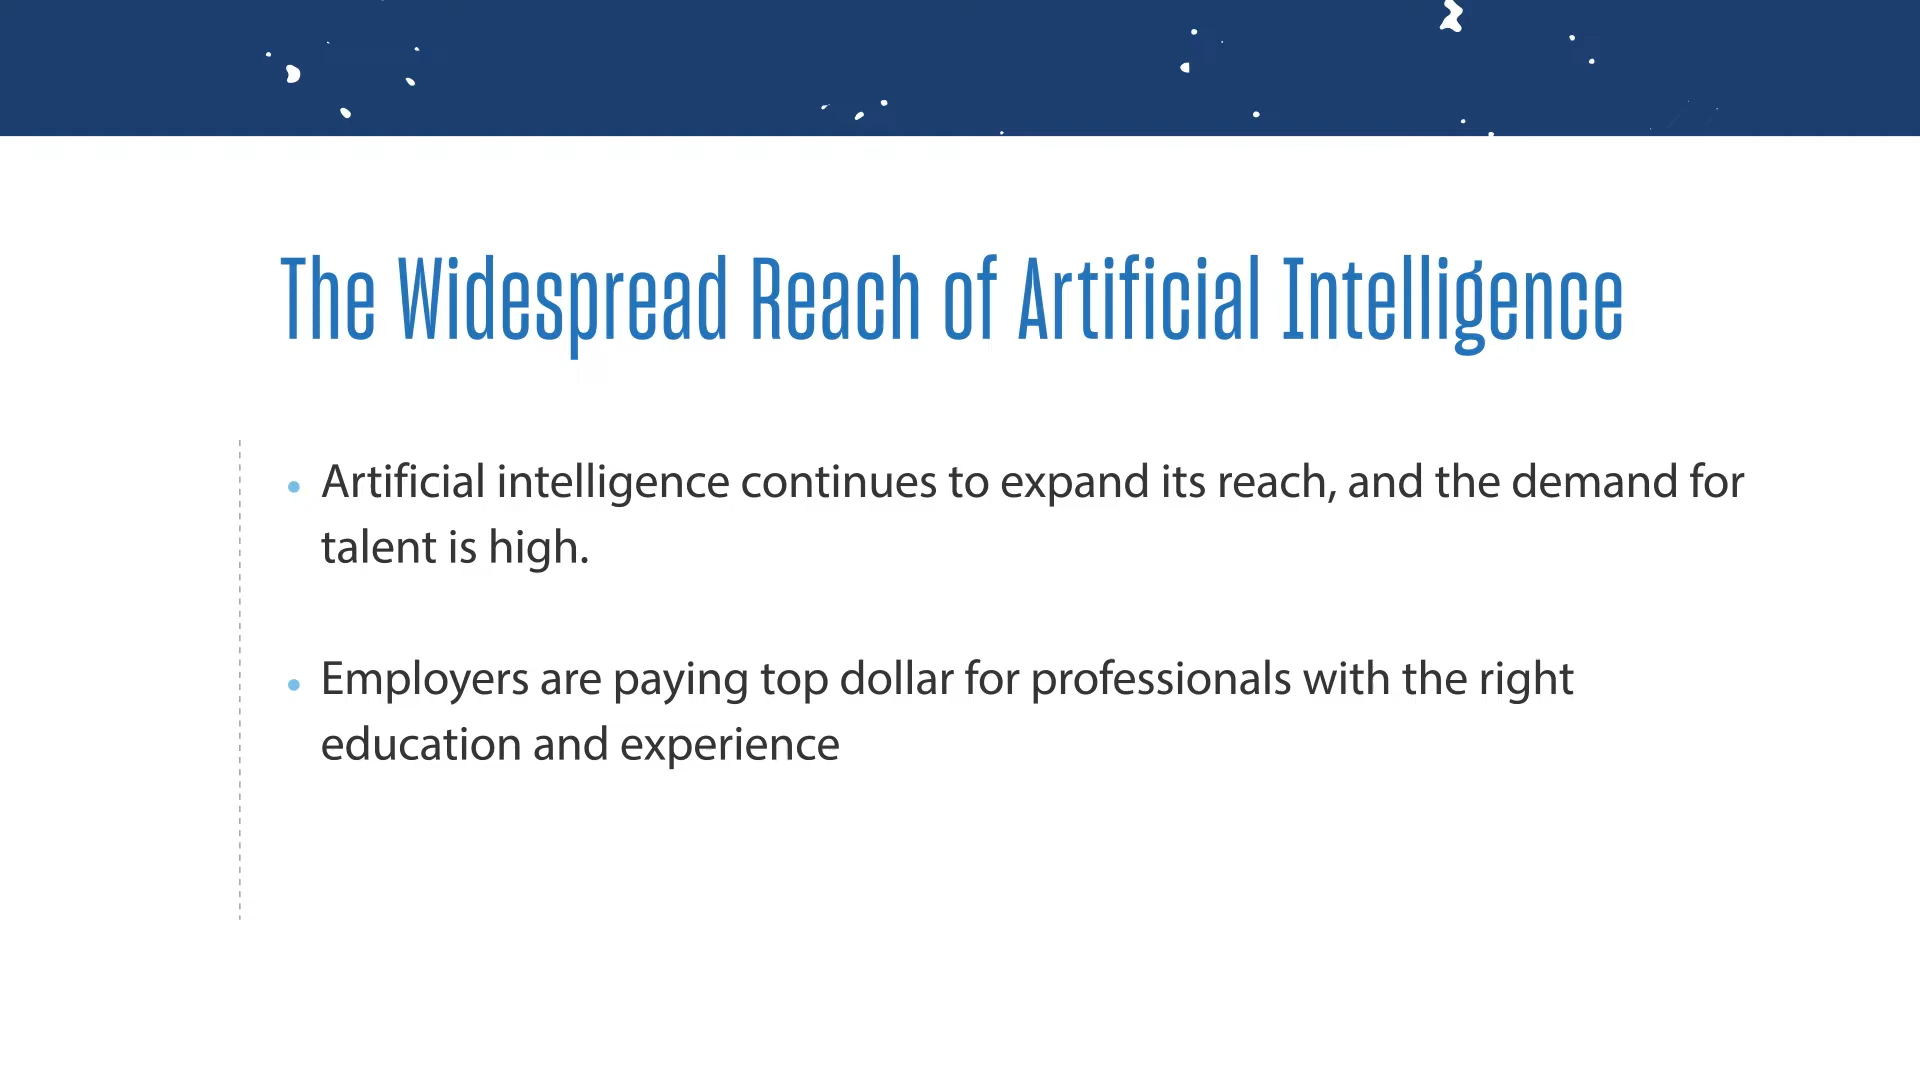 The Widespread Reach of Artificial Intelligence
• Artificial intelligence continues to expand its reach, and the demand for
talent is high.
• Employers are paying top dollar for professionals with the right
education and experience